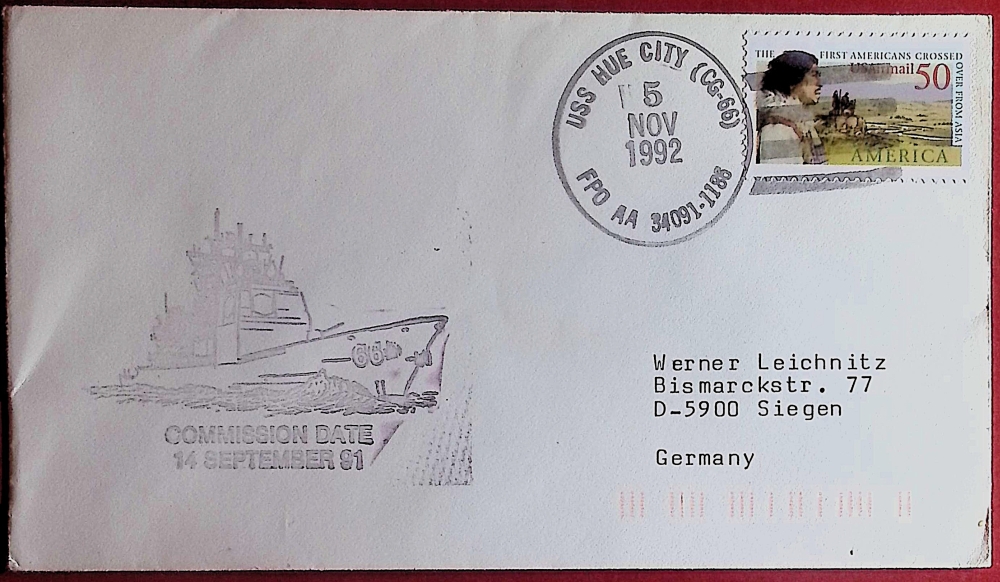 USS HUE CITY (CG-66)
5
NOV
1992
FPO AA 34091-1186
THE FIRST AMERICANS CROSSED
OVER FROM ASIA
USAirmail 50
AMERICA
66
COMMISSION DATE
14 SEPTEMBER 91
Werner Leichnitz
Bismarckstr. 77
D-5900 Siegen
Germany